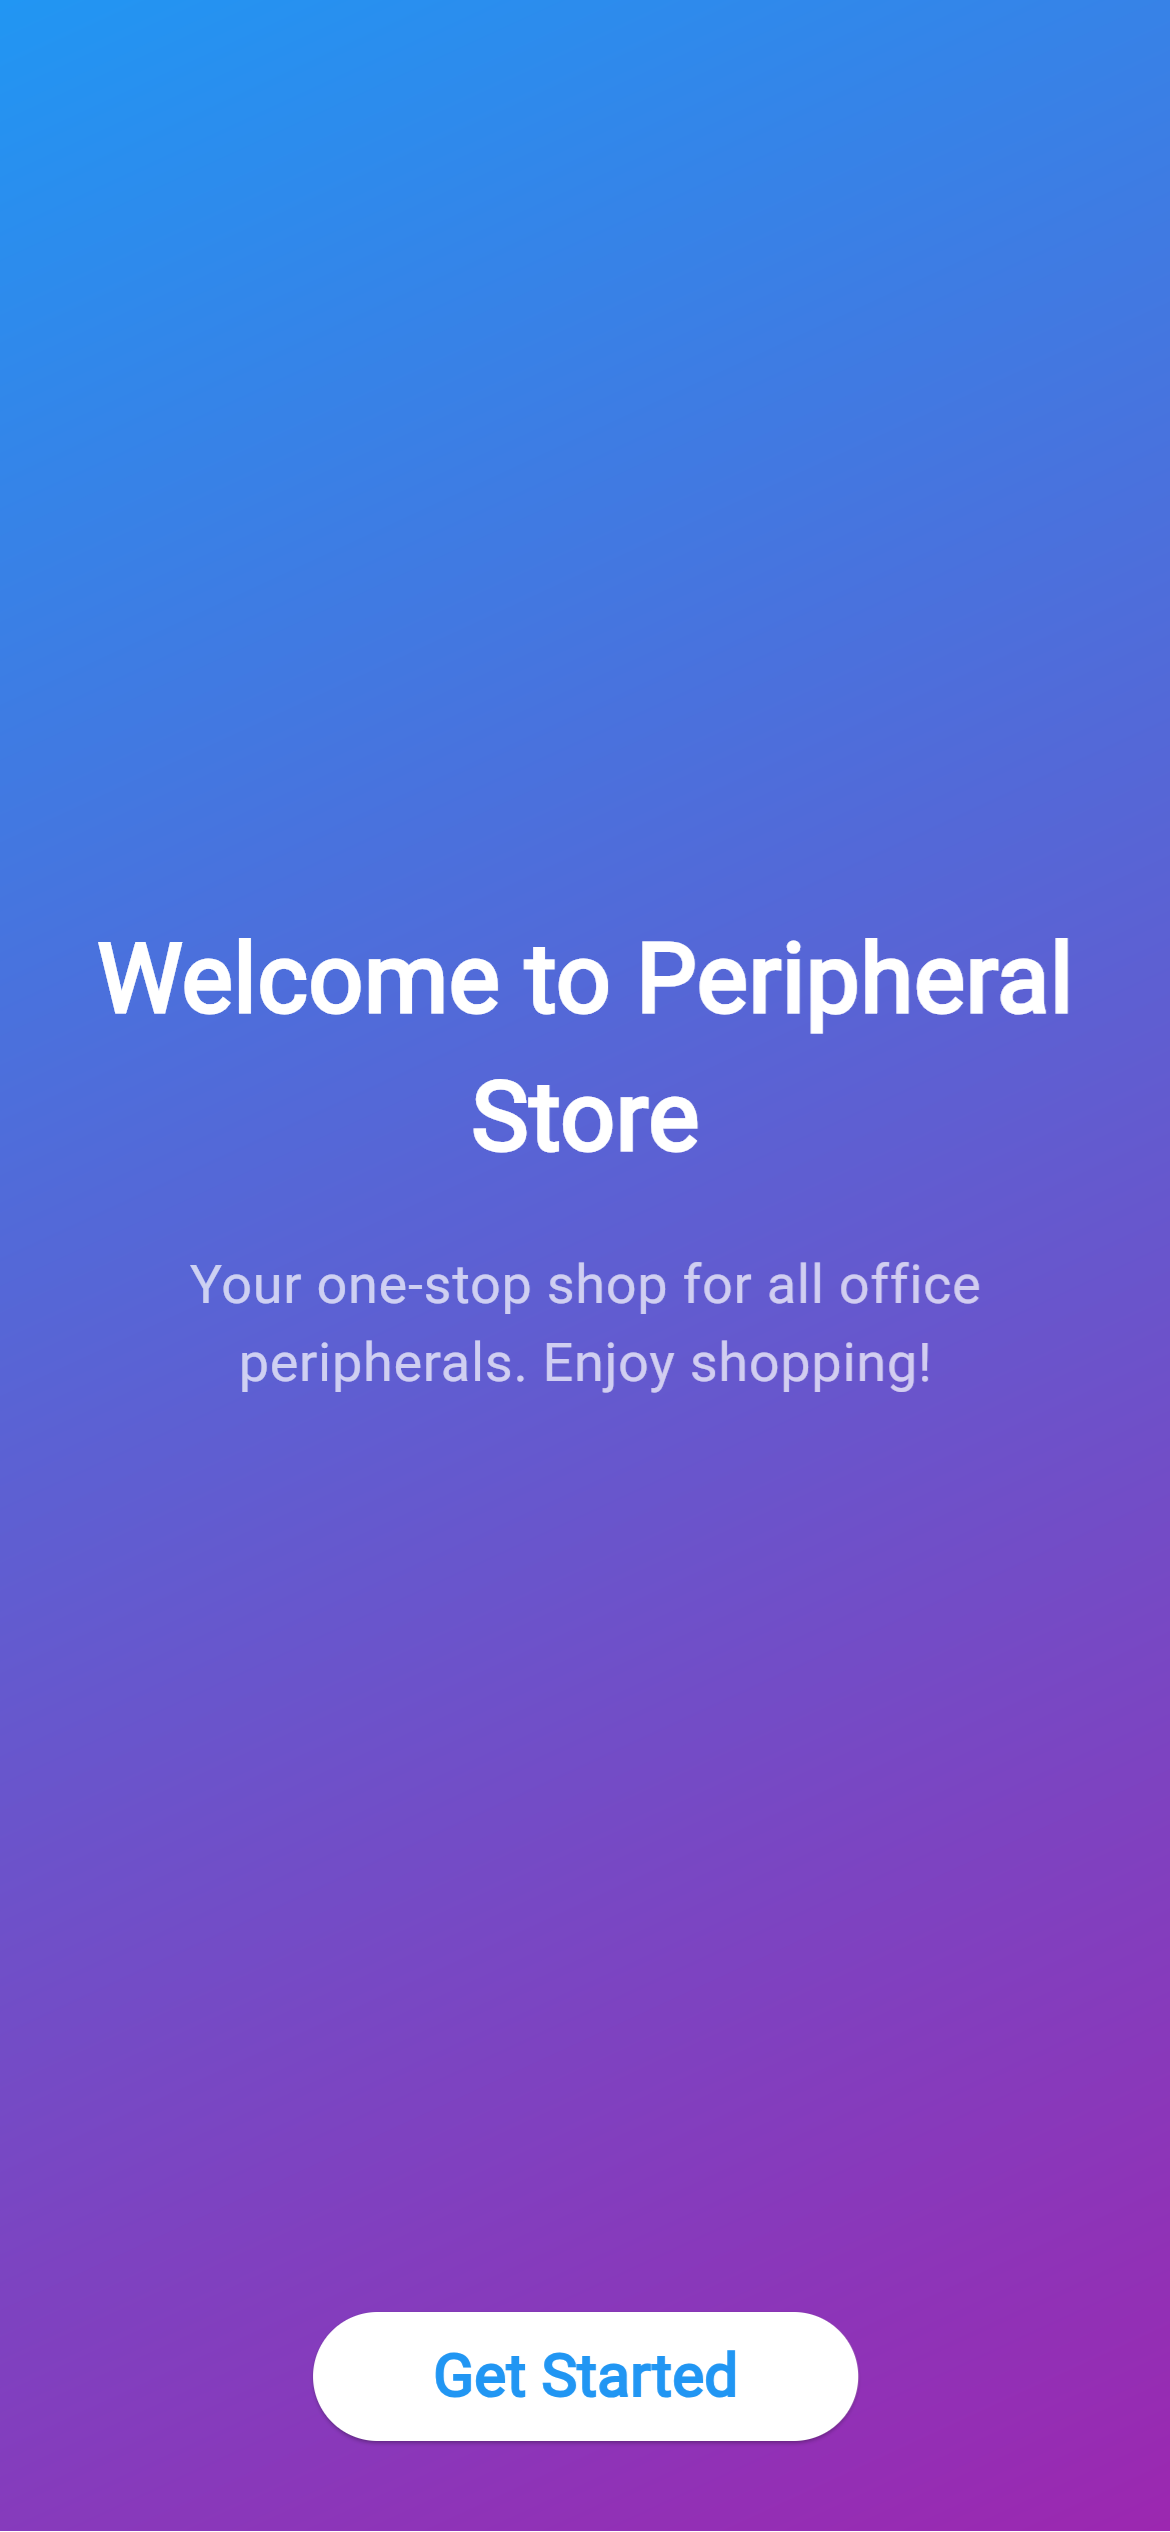 Welcome to Peripheral
Store
Your one-stop shop for all office
peripherals. Enjoy shopping!
Get Started